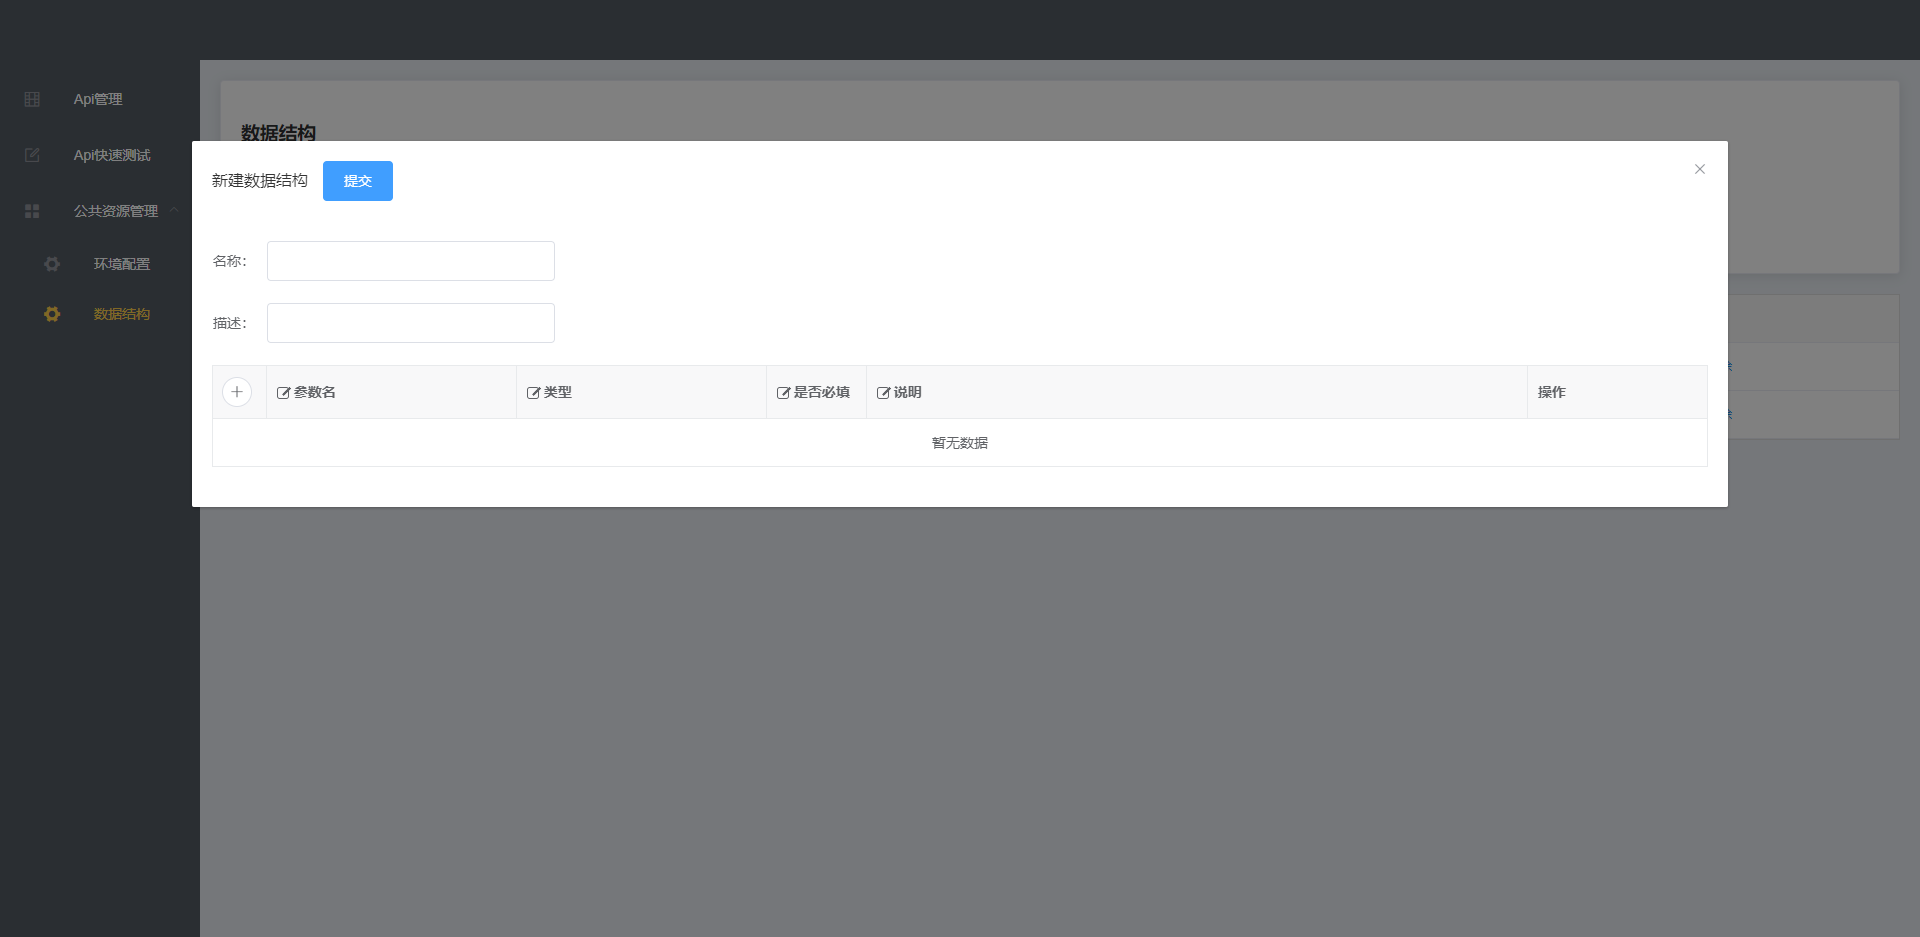 Api管理
Api快速测试
公共资源管理
环境配置
数据结构
数据结构
新建数据结构 提交
名称：
描述：
参数名 类型 是否必填 说明 操作
暂无数据